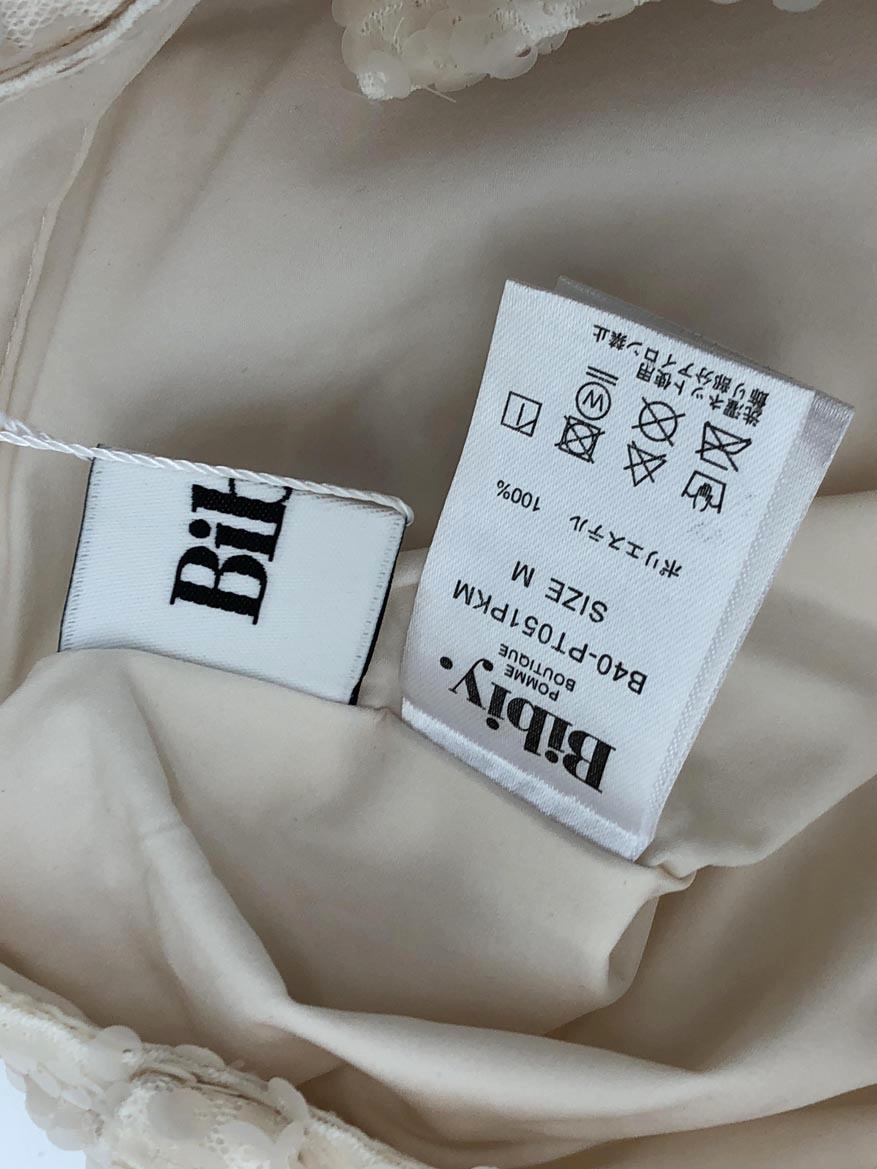 Bib
Bibiy.
POMME
BOUTIQUE
B40-PT051PKM
SIZE M
ポリエステル 100%
W
洗濯ネット使用
飾り部分アイロン禁止